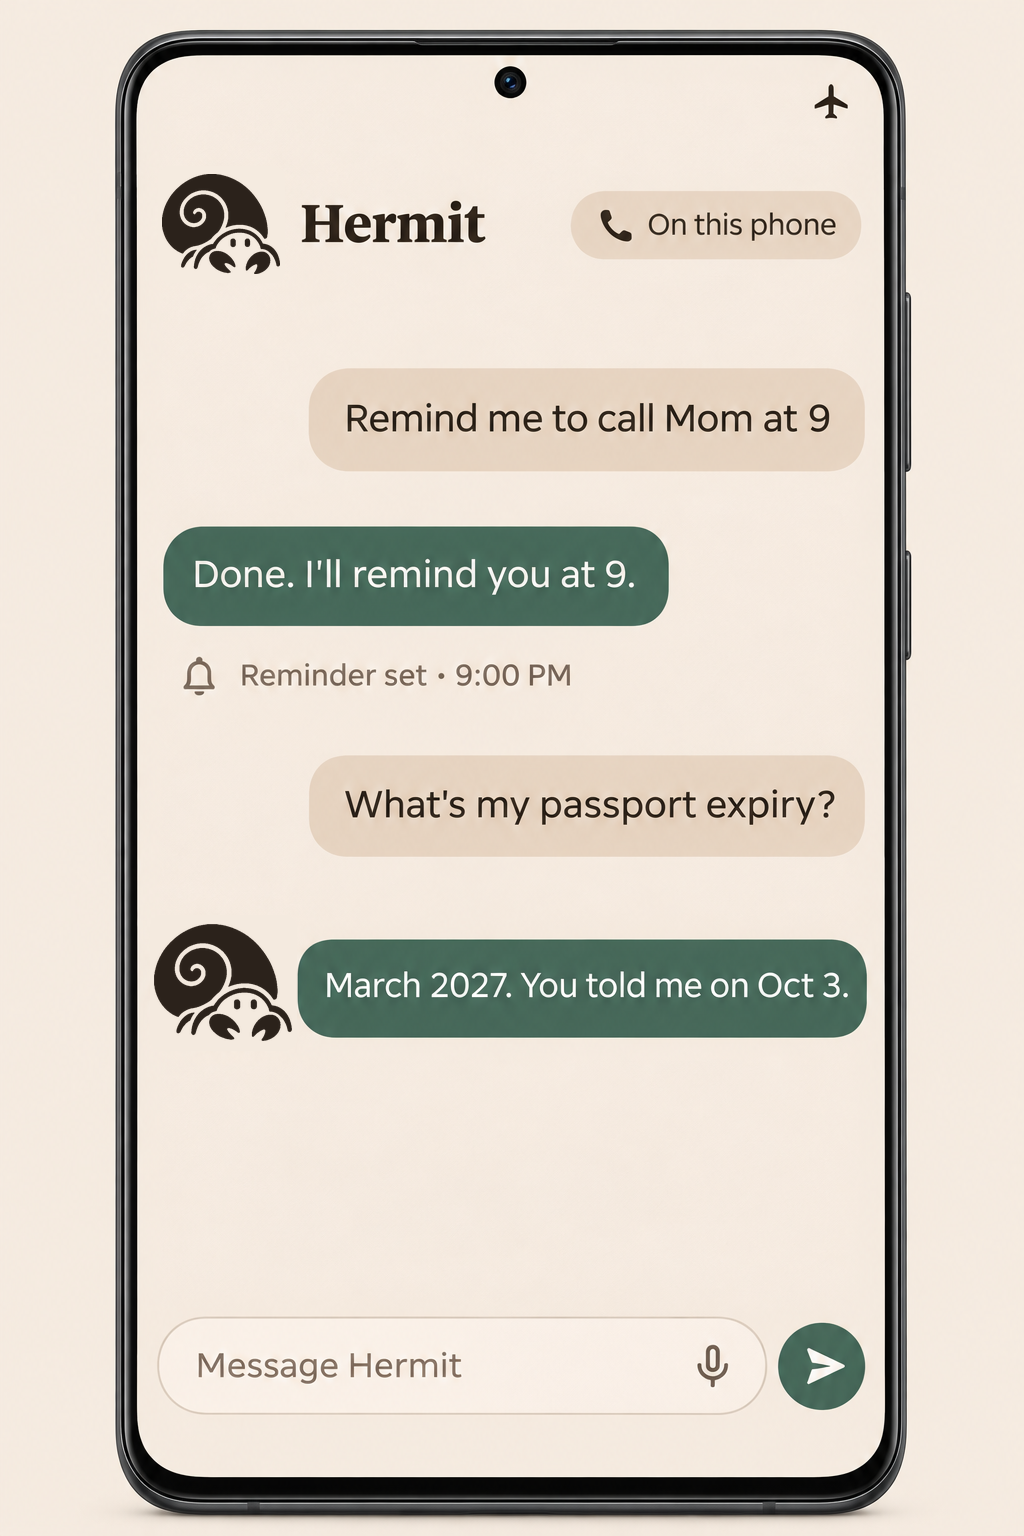 Hermit
On this phone
Remind me to call Mom at 9
Done. I'll remind you at 9.
Reminder set • 9:00 PM
What's my passport expiry?
March 2027. You told me on Oct 3.
Message Hermit